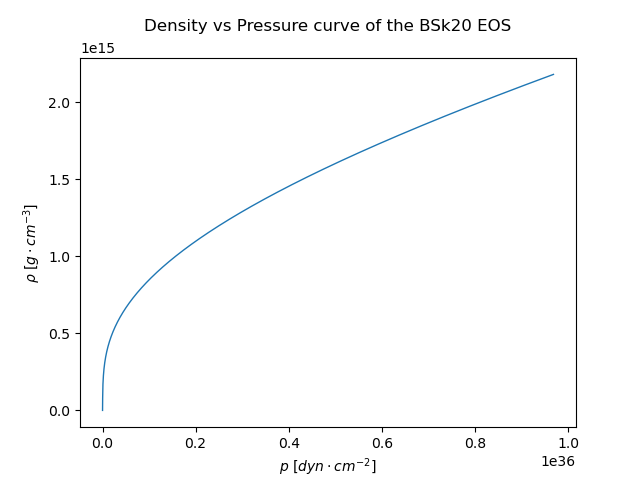 Density vs Pressure curve of the BSk20 EOS
1e15
2.0
1.5
1.0
0.5
0.0
ρ [g · cm⁻³]
0.0 0.2 0.4 0.6 0.8 1.0
1e36
p [dyn · cm⁻²]